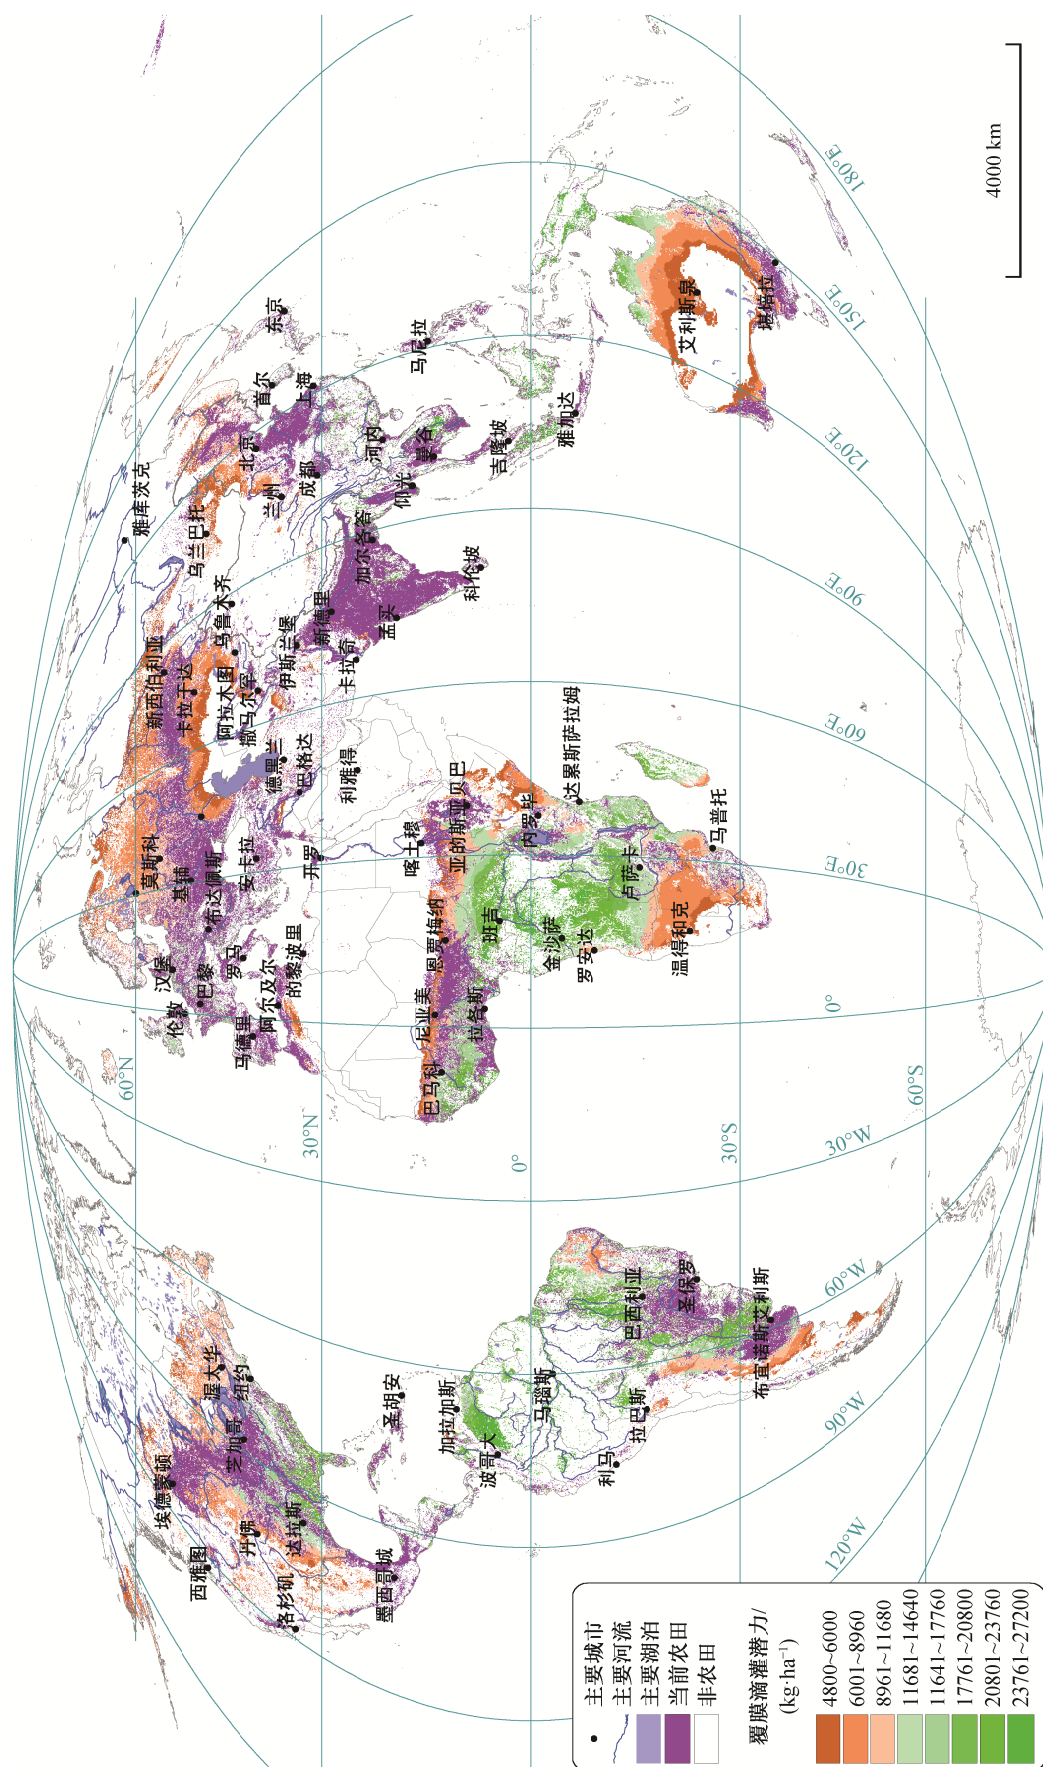 60°N
30°N
0°
30°S
60°S
120°W
90°W
60°W
30°W
0°
30°E
60°E
90°E
120°E
150°E
180°E
4000 km
埃德蒙顿
西雅图
渥太华
纽约
芝加哥
丹佛
达拉斯
洛杉矶
墨西哥城
圣胡安
加拉加斯
波哥大
马瑙斯
利马
拉巴斯
巴西利亚
圣保罗
布宜诺斯艾利斯
伦敦
汉堡
巴黎
马德里
罗马
阿尔及尔
的黎波里
布达佩斯
基辅
莫斯科
安卡拉
开罗
巴格达
德黑兰
利雅得
新西伯利亚
卡拉干达
阿拉木图
撒马尔罕
乌鲁木齐
伊斯兰堡
新德里
卡拉奇
孟买
加尔各答
科伦坡
雅库茨克
乌兰巴托
兰州
北京
成都
上海
首尔
东京
河内
仰光
曼谷
马尼拉
吉隆坡
雅加达
艾利斯泉
堪培拉
巴马科
尼亚美
拉各斯
恩贾梅纳
喀土穆
亚的斯亚贝巴
班吉
内罗毕
金沙萨
罗安达
达累斯萨拉姆
卢萨卡
温得和克
马普托
主要城市
主要河流
主要湖泊
当前农田
非农田
覆膜滴灌潜力/
(kg·ha⁻¹)
4800~6000
6001~8960
8961~11680
11681~14640
11641~17760
17761~20800
20801~23760
23761~27200